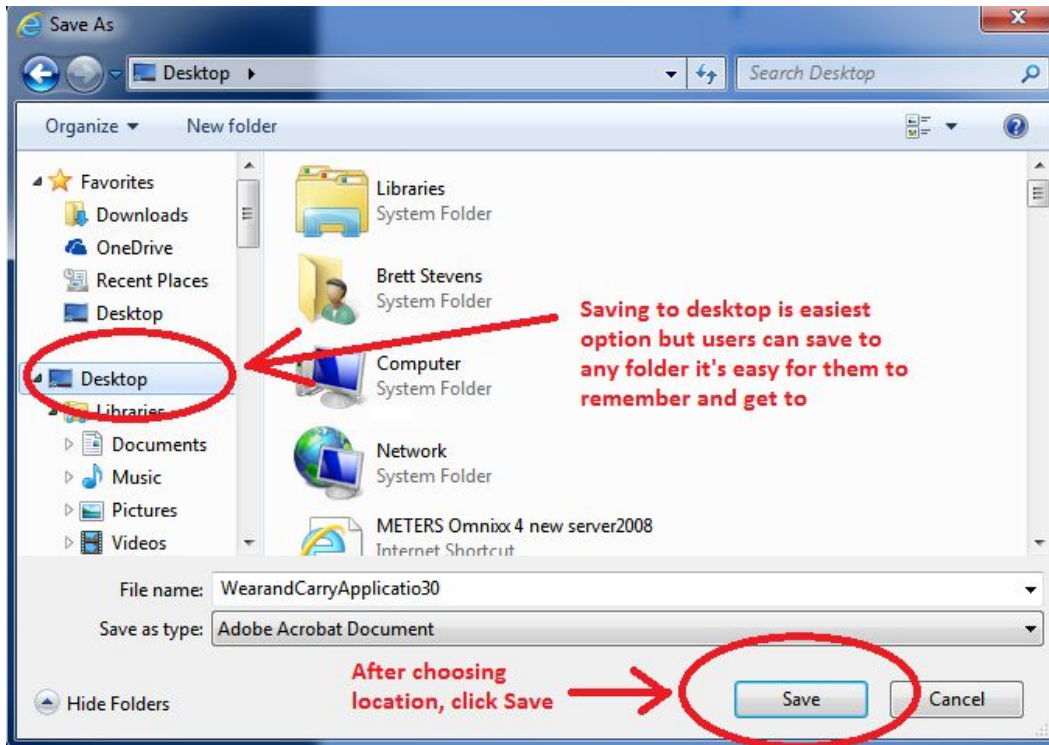 Save As
Desktop
Search Desktop
Organize
New folder
Favorites
Downloads
OneDrive
Recent Places
Desktop
Desktop
Libraries
Documents
Music
Pictures
Videos
Libraries
System Folder
Brett Stevens
System Folder
Computer
System Folder
Network
System Folder
METERS Omnixx 4 new server2008
Internet Shortcut
Saving to desktop is easiest
option but users can save to
any folder it's easy for them to
remember and get to
File name: WearandCarryApplicatio30
Save as type: Adobe Acrobat Document
After choosing
location, click Save
Hide Folders
Save
Cancel